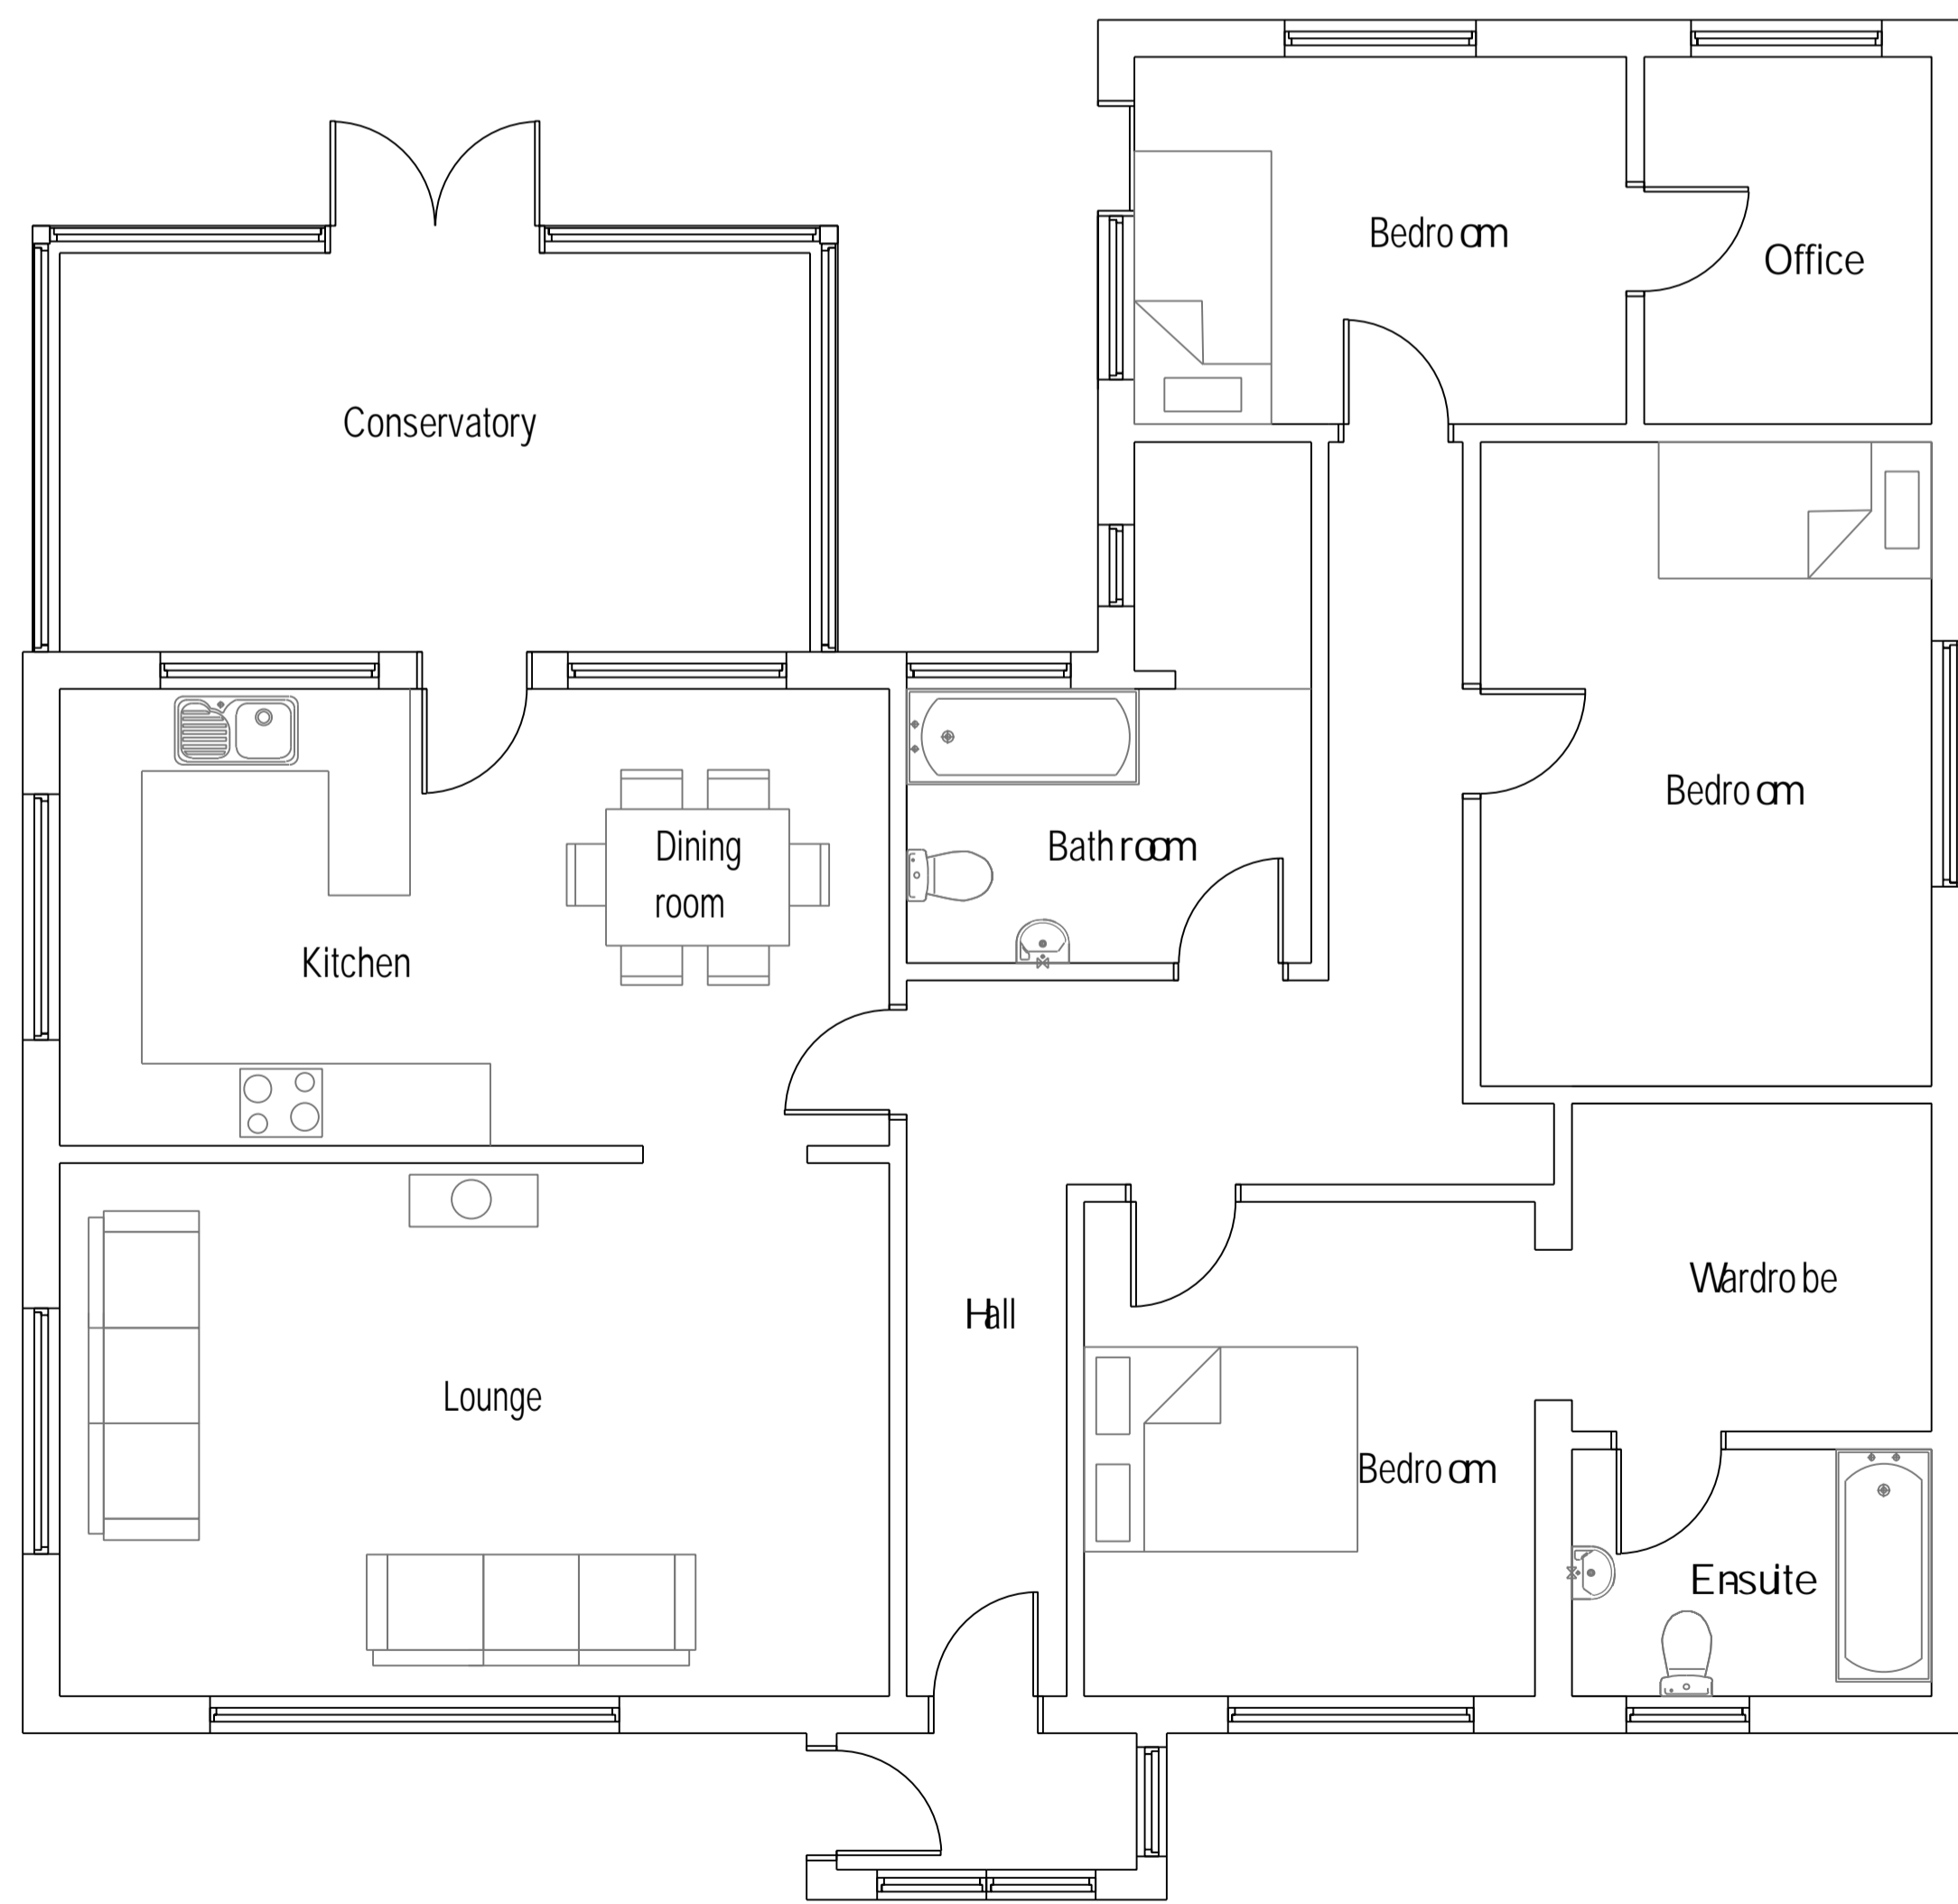 Bedroom
Office
Conservatory
Bedroom
Dining
room
Bathroom
Kitchen
Wardrobe
Hall
Lounge
Bedroom
Ensuite